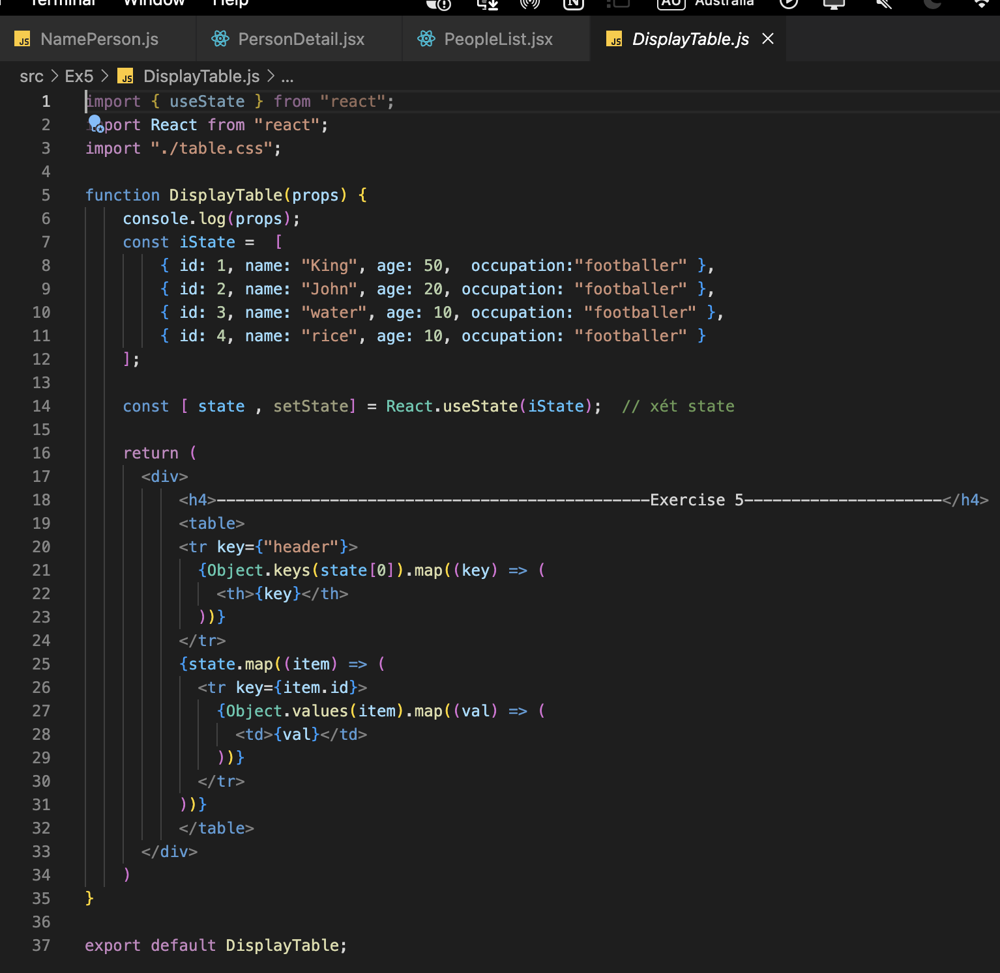 Terminal Window Help AU Australia
JS NamePerson.js PersonDetail.jsx PeopleList.jsx JS DisplayTable.js
src > Ex5 > JS DisplayTable.js > ...
1 import { useState } from "react";
2 import React from "react";
3 import "./table.css";
4
5 function DisplayTable(props) {
6 console.log(props);
7 const iState =  [
8 { id: 1, name: "King", age: 50,  occupation:"footballer" },
9 { id: 2, name: "John", age: 20, occupation: "footballer" },
10 { id: 3, name: "water", age: 10, occupation: "footballer" },
11 { id: 4, name: "rice", age: 10, occupation: "footballer" }
12 ];
13
14 const [ state , setState] = React.useState(iState);  // xét state
15
16 return (
17 <div>
18 <h4>----------------------------------------------Exercise 5---------------------</h4>
19 <table>
20 <tr key={"header"}>
21 {Object.keys(state[0]).map((key) => (
22 <th>{key}</th>
23 ))}
24 </tr>
25 {state.map((item) => (
26 <tr key={item.id}>
27 {Object.values(item).map((val) => (
28 <td>{val}</td>
29 ))}
30 </tr>
31 ))}
32 </table>
33 </div>
34 )
35 }
36
37 export default DisplayTable;